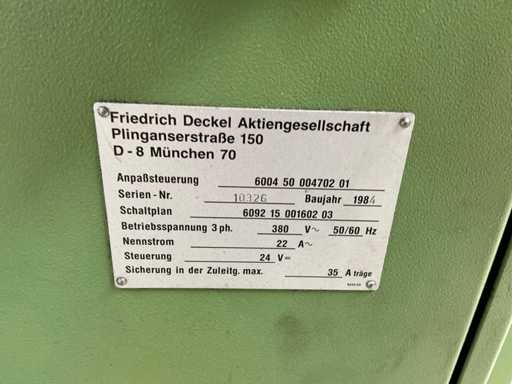 Friedrich Deckel Aktiengesellschaft
Plinganserstraße 150
D-8 München 70
Anpaßsteuerung 6004 50 004702 01
Serien-Nr. 10326 Baujahr 1984
Schaltplan 6092 15 001602 03
Betriebsspannung 3 ph. 380 V~ 50/60 Hz
Nennstrom 22 A~
Steuerung 24 V=
Sicherung in der Zuleitg. max. 35 A träge